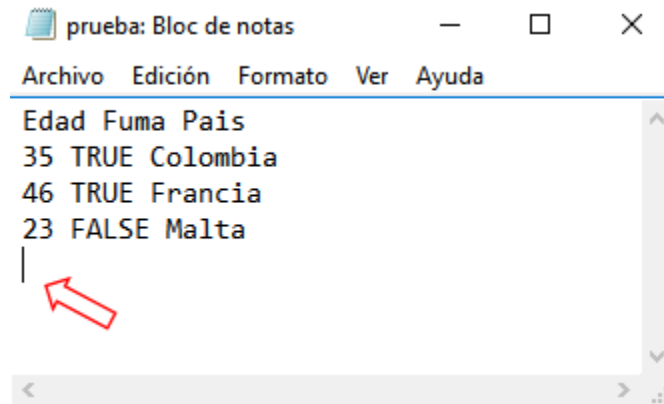 prueba: Bloc de notas
Archivo Edición Formato Ver Ayuda
Edad Fuma Pais
35 TRUE Colombia
46 TRUE Francia
23 FALSE Malta